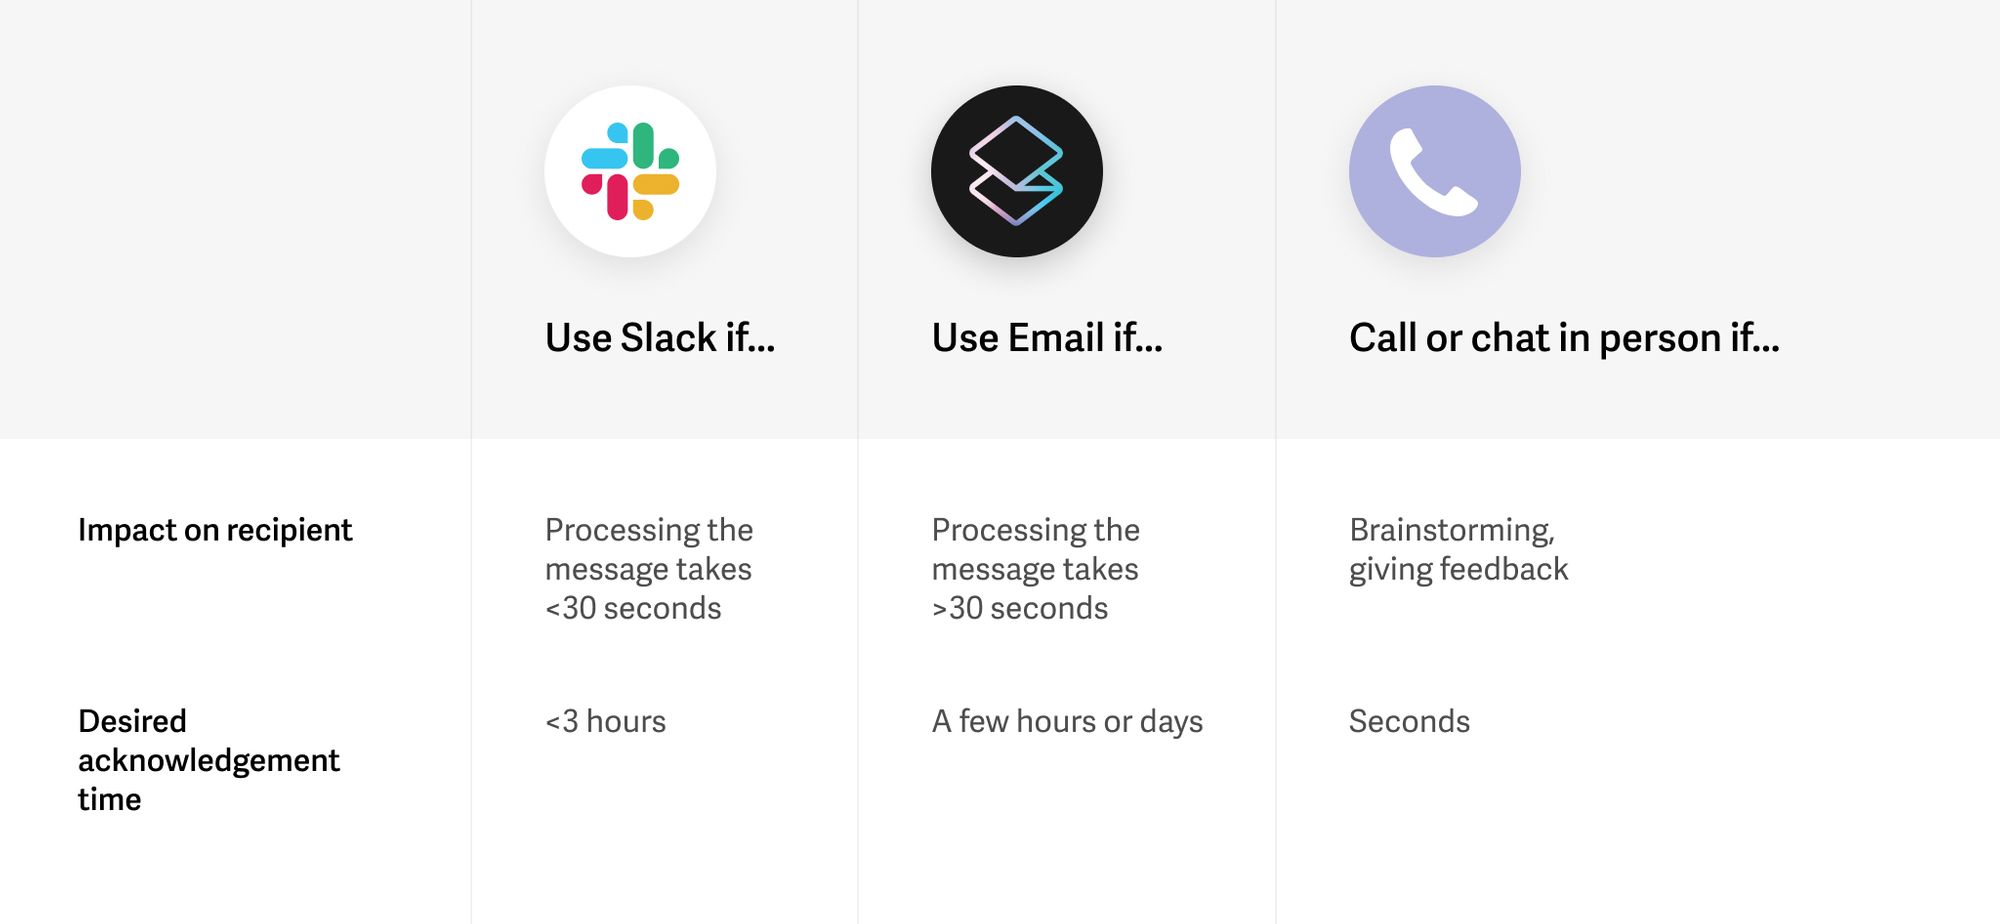 Use Slack if...
Use Email if...
Call or chat in person if...
Impact on recipient
Processing the
message takes
<30 seconds
Processing the
message takes
>30 seconds
Brainstorming,
giving feedback
Desired
acknowledgement
time
<3 hours
A few hours or days
Seconds